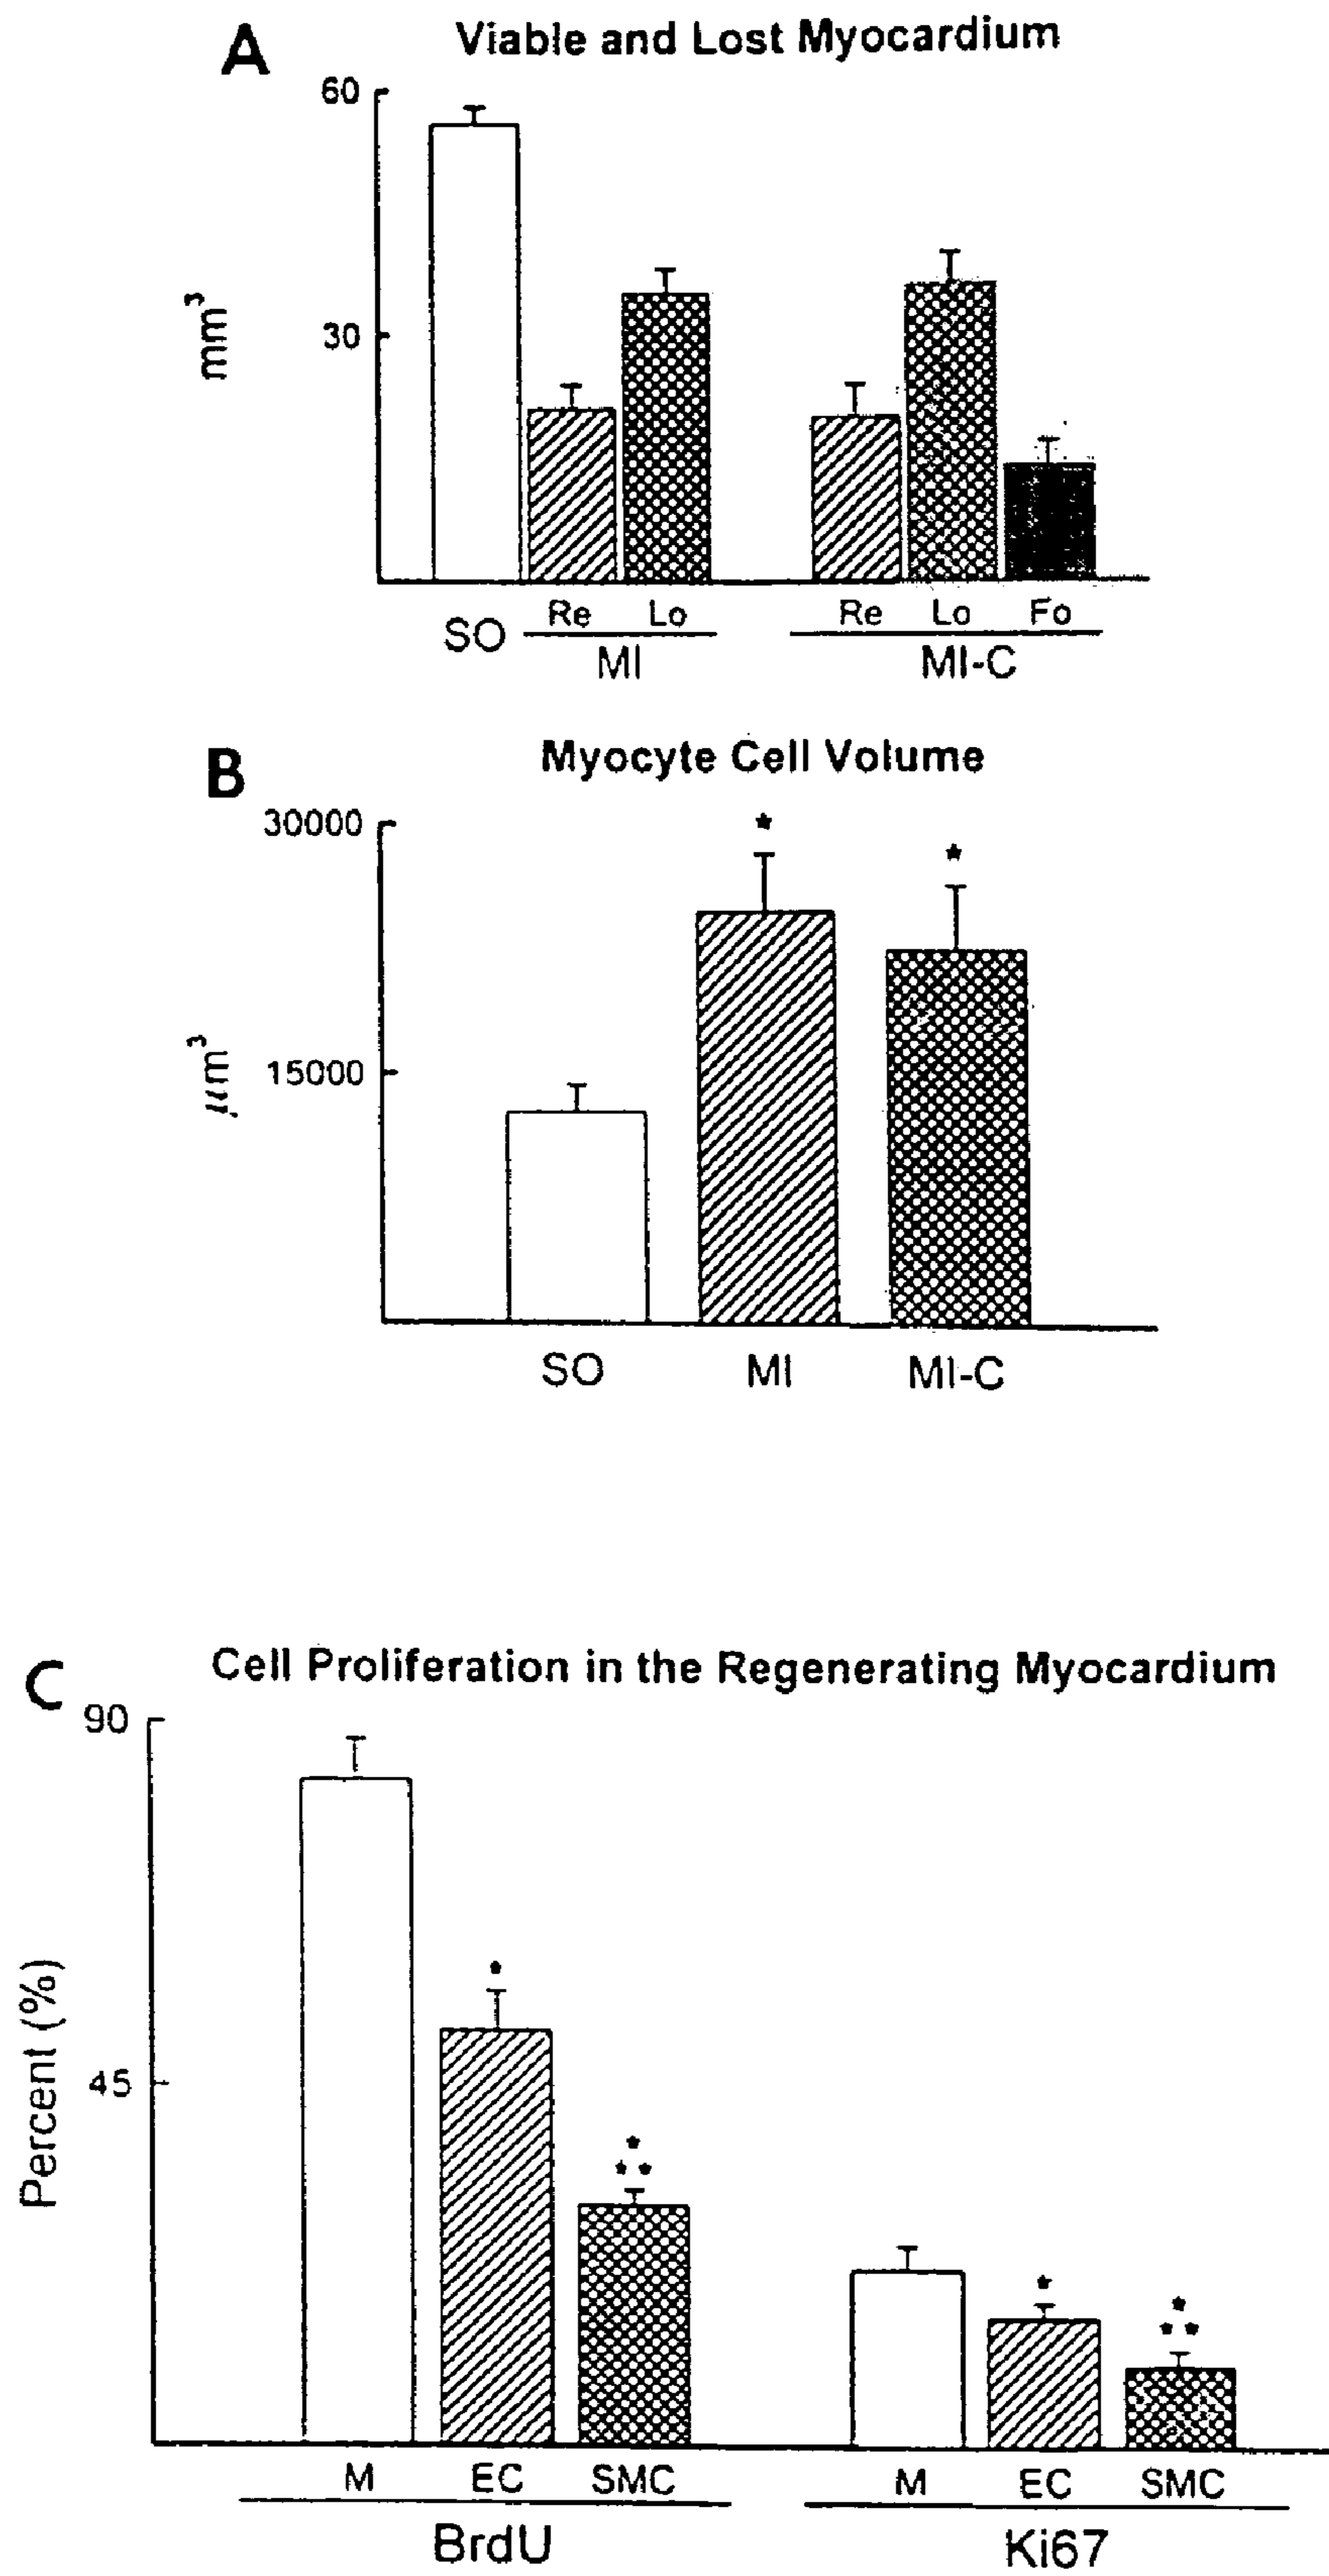 A Viable and Lost Myocardium
60
mm³
30
Re Lo Re Lo Fo
SO
MI MI-C
B Myocyte Cell Volume
30000
* *
μm³
15000
SO MI MI-C
C Cell Proliferation in the Regenerating Myocardium
90
Percent (%)
*
45
*
* *
* *
* *
M EC SMC M EC SMC
BrdU Ki67